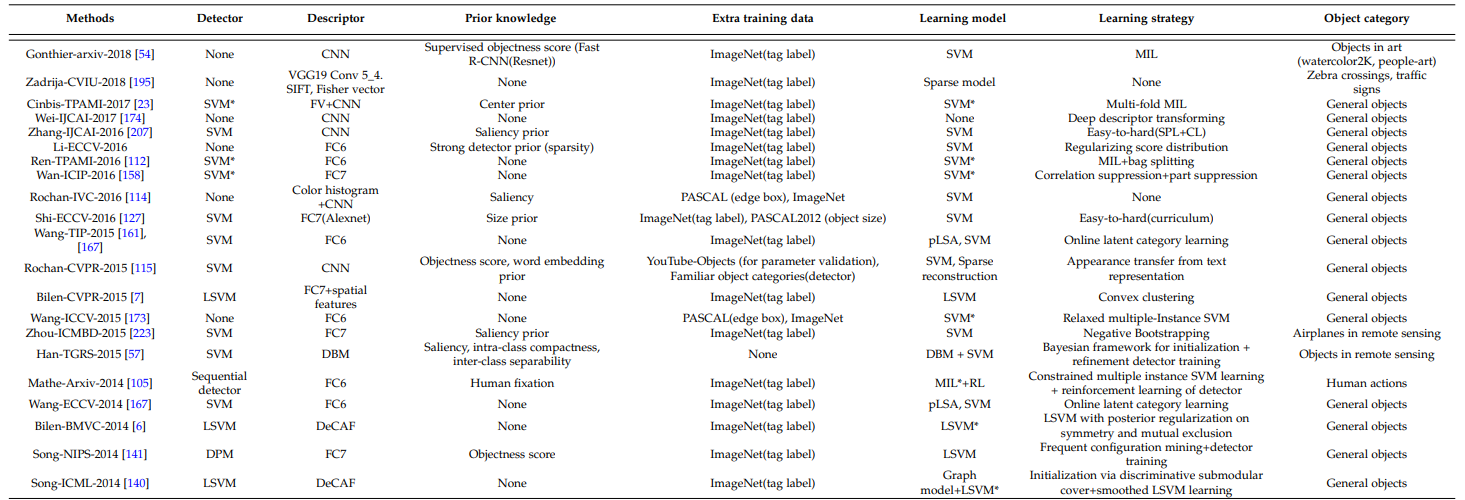 Methods Detector Descriptor Prior knowledge Extra training data Learning model Learning strategy Object category
Gonthier-arxiv-2018 [54] None CNN Supervised objectness score (Fast R-CNN(Resnet)) ImageNet(tag label) SVM MIL Objects in art (watercolor2K, people-art)
Zadrija-CVIU-2018 [195] None VGG19 Conv 5_4. SIFT, Fisher vector None ImageNet(tag label) Sparse model None Zebra crossings, traffic signs
Cinbis-TPAMI-2017 [23] SVM* FV+CNN Center prior ImageNet(tag label) SVM* Multi-fold MIL General objects
Wei-IJCAI-2017 [174] None CNN None ImageNet(tag label) None Deep descriptor transforming General objects
Zhang-IJCAI-2016 [207] SVM CNN Saliency prior ImageNet(tag label) SVM Easy-to-hard(SPL+CL) General objects
Li-ECCV-2016 None FC6 Strong detector prior (sparsity) ImageNet(tag label) SVM Regularizing score distribution General objects
Ren-TPAMI-2016 [112] SVM* FC6 None ImageNet(tag label) SVM* MIL+bag splitting General objects
Wan-ICIP-2016 [158] SVM* FC7 None ImageNet(tag label) SVM* Correlation suppression+part suppression General objects
Rochan-IVC-2016 [114] None Color histogram +CNN Saliency PASCAL (edge box), ImageNet SVM None General objects
Shi-ECCV-2016 [127] SVM FC7(Alexnet) Size prior ImageNet(tag label), PASCAL2012 (object size) SVM Easy-to-hard(curriculum) General objects
Wang-TIP-2015 [161], [167] SVM FC6 None ImageNet(tag label) pLSA, SVM Online latent category learning General objects
Rochan-CVPR-2015 [115] SVM CNN Objectness score, word embedding prior YouTube-Objects (for parameter validation), Familiar object categories(detector) SVM, Sparse reconstruction Appearance transfer from text representation General objects
Bilen-CVPR-2015 [7] LSVM FC7+spatial features None ImageNet(tag label) LSVM Convex clustering General objects
Wang-ICCV-2015 [173] None FC6 None PASCAL(edge box), ImageNet SVM* Relaxed multiple-Instance SVM General objects
Zhou-ICMBD-2015 [223] SVM FC7 Saliency prior ImageNet(tag label) SVM Negative Bootstrapping Airplanes in remote sensing
Han-TGRS-2015 [57] SVM DBM Saliency, intra-class compactness, inter-class separability None DBM + SVM Bayesian framework for initialization + refinement detector training Objects in remote sensing
Mathe-Arxiv-2014 [105] Sequential detector FC6 Human fixation ImageNet(tag label) MIL*+RL Constrained multiple instance SVM learning + reinforcement learning of detector Human actions
Wang-ECCV-2014 [167] SVM FC6 None ImageNet(tag label) pLSA, SVM Online latent category learning General objects
Bilen-BMVC-2014 [6] LSVM DeCAF None ImageNet(tag label) LSVM* LSVM with posterior regularization on symmetry and mutual exclusion General objects
Song-NIPS-2014 [141] DPM FC7 Objectness score ImageNet(tag label) LSVM Frequent configuration mining+detector training General objects
Song-ICML-2014 [140] LSVM DeCAF None ImageNet(tag label) Graph model+LSVM* Initialization via discriminative submodular cover+smoothed LSVM learning General objects